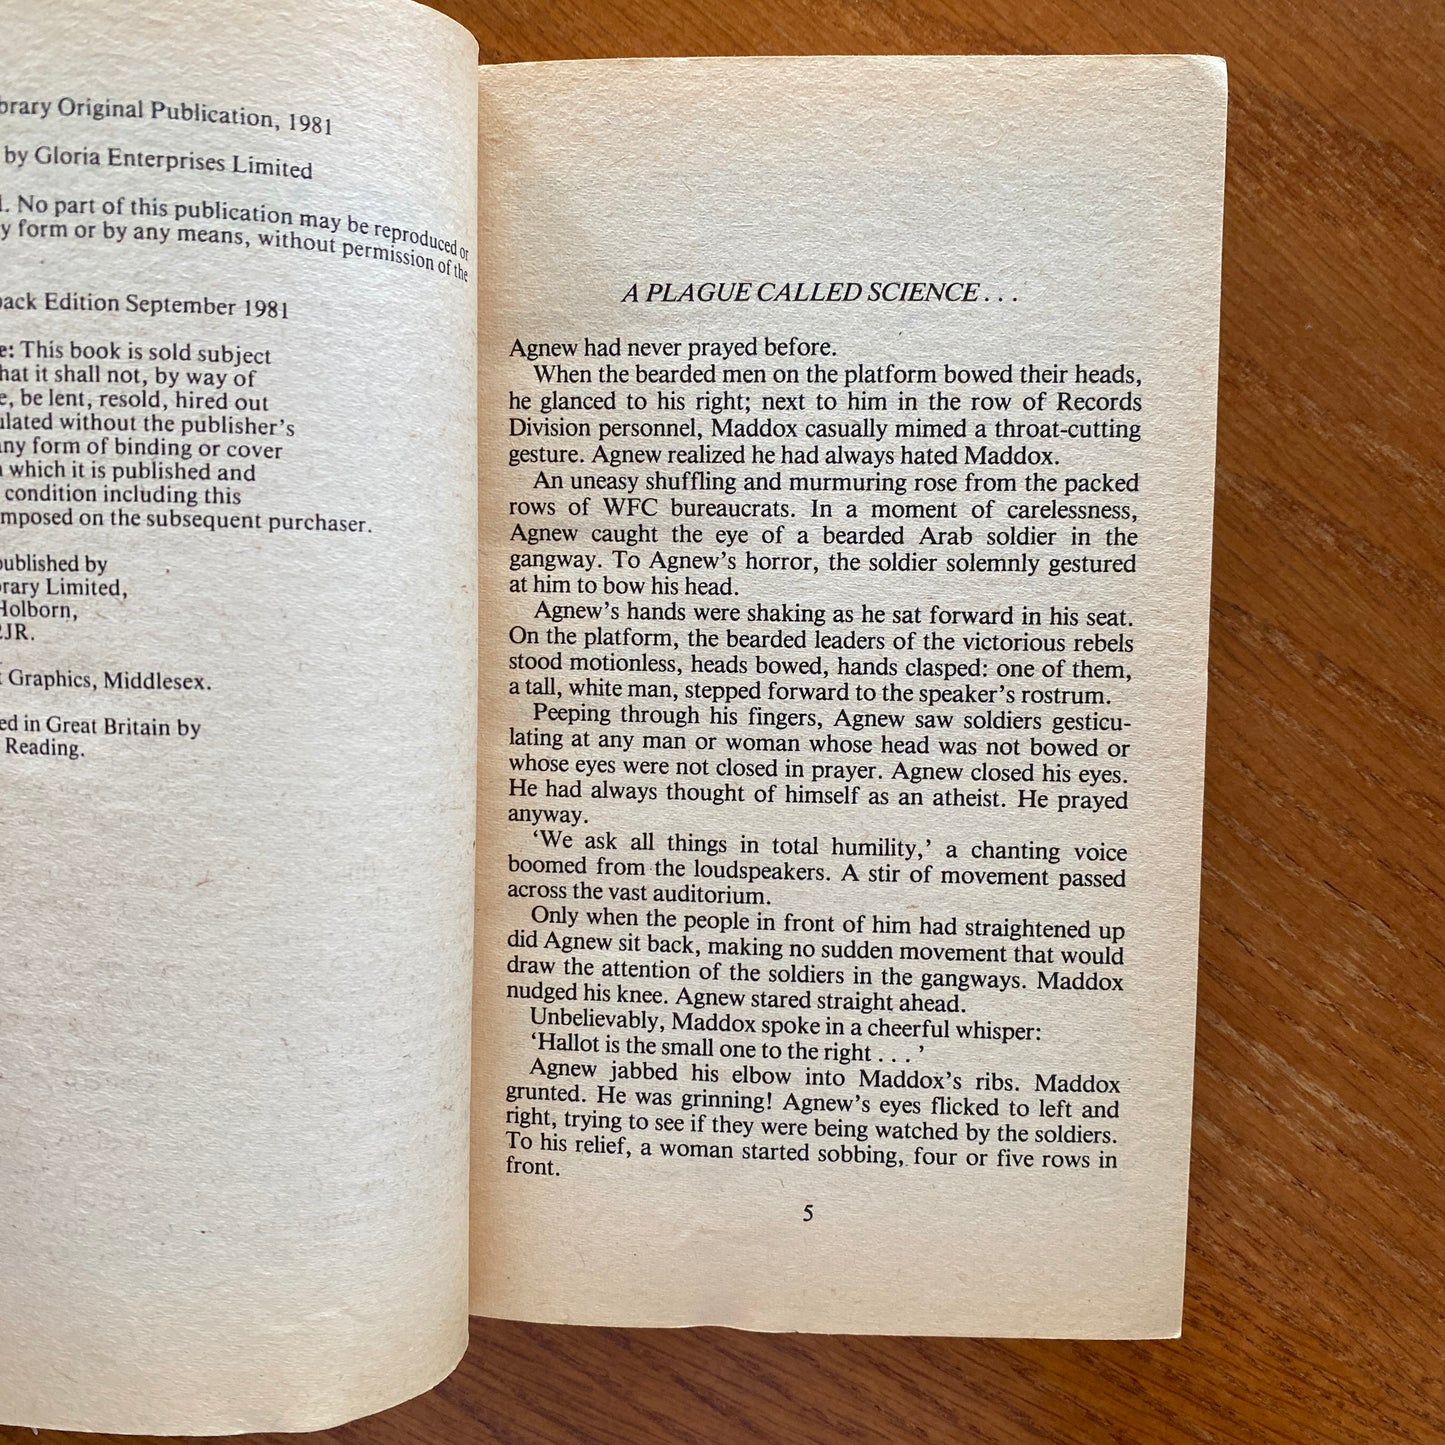 brary Original Publication, 1981
by Gloria Enterprises Limited
. No part of this publication may be reproduced or
y form or by any means, without permission of the
back Edition September 1981
e: This book is sold subject
hat it shall not, by way of
e, be lent, resold, hired out
ulated without the publisher's
any form of binding or cover
which it is published and
condition including this
mposed on the subsequent purchaser.
published by
brary Limited,
Holborn,
2JR.
t Graphics, Middlesex.
ed in Great Britain by
Reading.
A PLAGUE CALLED SCIENCE . . .
Agnew had never prayed before.
When the bearded men on the platform bowed their heads,
he glanced to his right; next to him in the row of Records
Division personnel, Maddox casually mimed a throat-cutting
gesture. Agnew realized he had always hated Maddox.
An uneasy shuffling and murmuring rose from the packed
rows of WFC bureaucrats. In a moment of carelessness,
Agnew caught the eye of a bearded Arab soldier in the
gangway. To Agnew's horror, the soldier solemnly gestured
at him to bow his head.
Agnew's hands were shaking as he sat forward in his seat.
On the platform, the bearded leaders of the victorious rebels
stood motionless, heads bowed, hands clasped: one of them,
a tall, white man, stepped forward to the speaker's rostrum.
Peeping through his fingers, Agnew saw soldiers gesticu-
lating at any man or woman whose head was not bowed or
whose eyes were not closed in prayer. Agnew closed his eyes.
He had always thought of himself as an atheist. He prayed
anyway.
'We ask all things in total humility,' a chanting voice
boomed from the loudspeakers. A stir of movement passed
across the vast auditorium.
Only when the people in front of him had straightened up
did Agnew sit back, making no sudden movement that would
draw the attention of the soldiers in the gangways. Maddox
nudged his knee. Agnew stared straight ahead.
Unbelievably, Maddox spoke in a cheerful whisper:
'Hallot is the small one to the right . . . '
Agnew jabbed his elbow into Maddox's ribs. Maddox
grunted. He was grinning! Agnew's eyes flicked to left and
right, trying to see if they were being watched by the soldiers.
To his relief, a woman started sobbing, four or five rows in
front.
5